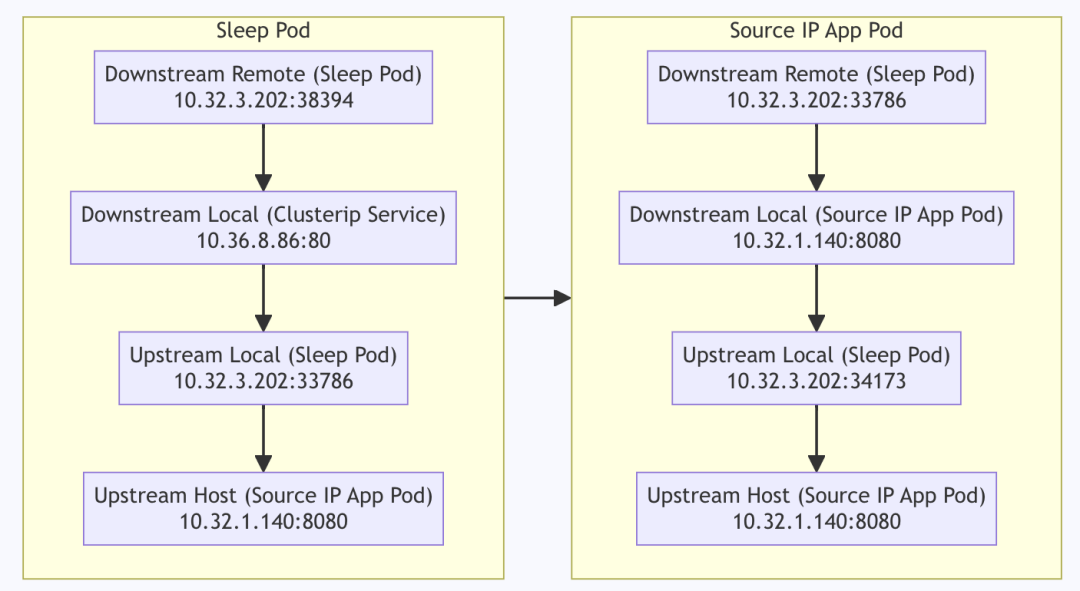 Sleep Pod
Downstream Remote (Sleep Pod)
10.32.3.202:38394
Downstream Local (Clusterip Service)
10.36.8.86:80
Upstream Local (Sleep Pod)
10.32.3.202:33786
Upstream Host (Source IP App Pod)
10.32.1.140:8080
Source IP App Pod
Downstream Remote (Sleep Pod)
10.32.3.202:33786
Downstream Local (Source IP App Pod)
10.32.1.140:8080
Upstream Local (Sleep Pod)
10.32.3.202:34173
Upstream Host (Source IP App Pod)
10.32.1.140:8080